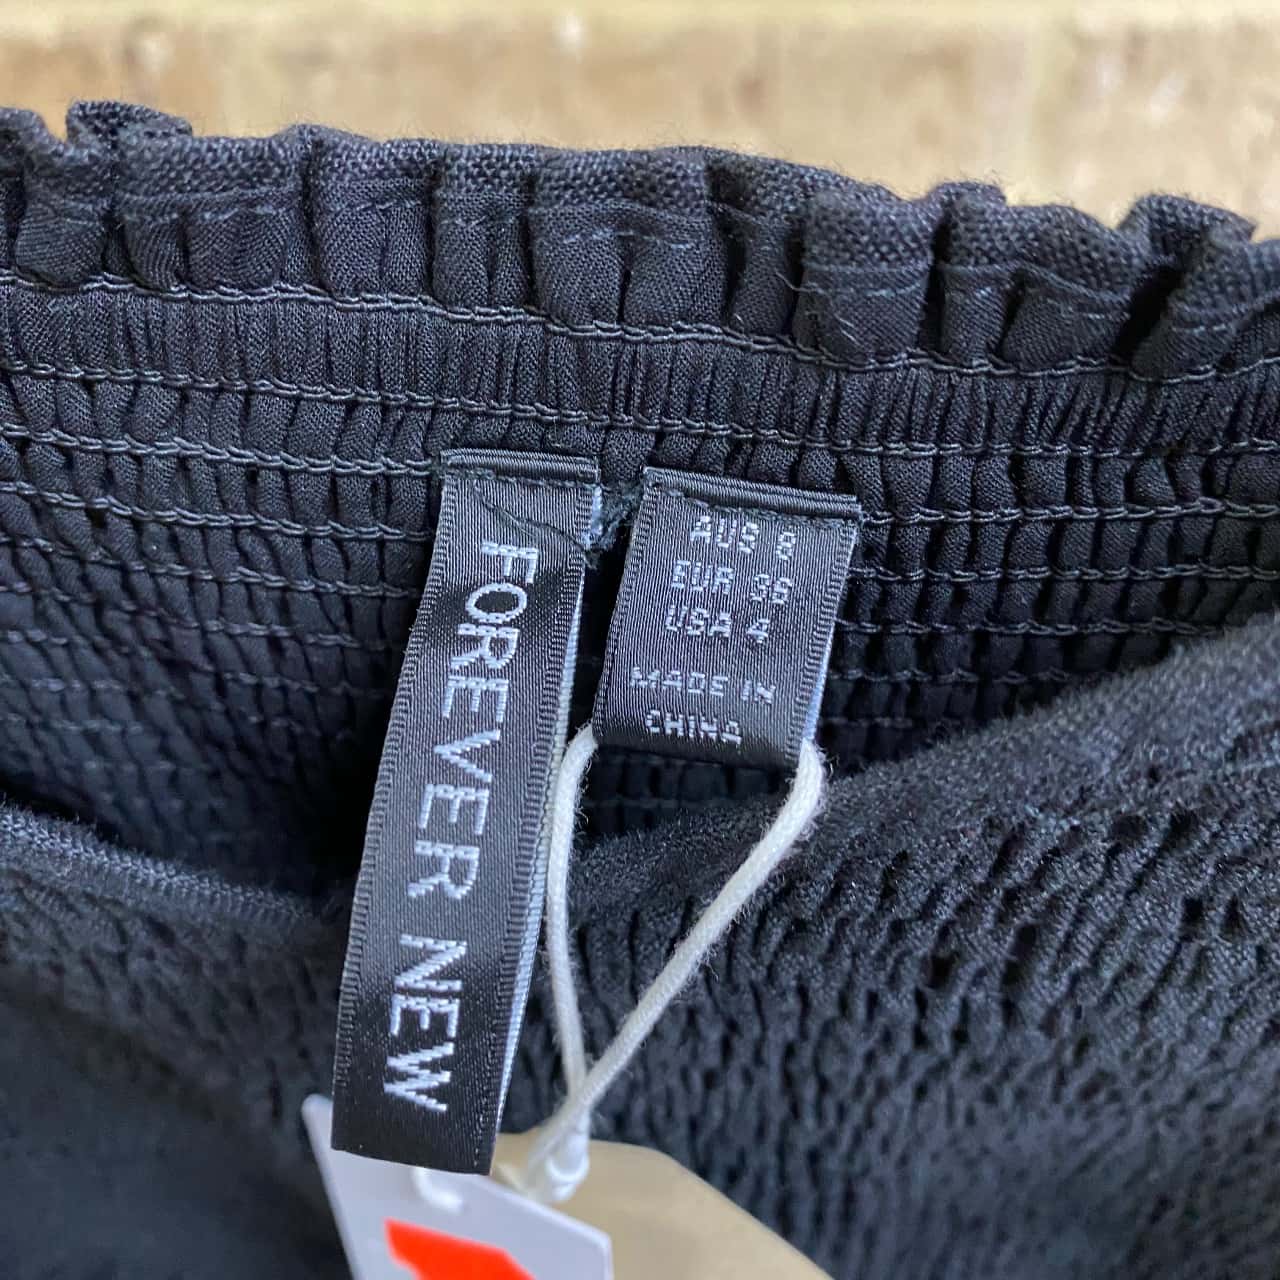 FOREVER NEW
AUS 8
EUR 36
USA 4
MADE IN
CHINA